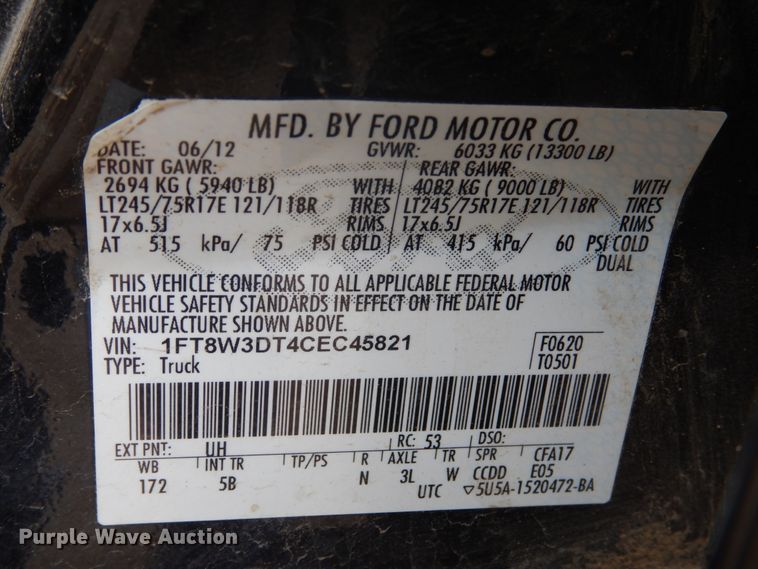 MFD. BY FORD MOTOR CO.
DATE: 06/12 GVWR: 6033 KG (13300 LB)
FRONT GAWR: REAR GAWR:
2694 KG ( 5940 LB) WITH 4082 KG ( 9000 LB) WITH
LT245/75R17E 121/118R TIRES LT245/75R17E 121/118R TIRES
17x6.5J RIMS 17x6.5J RIMS
AT 515 kPa/ 75 PSI COLD AT 415 kPa/ 60 PSI COLD
DUAL
THIS VEHICLE CONFORMS TO ALL APPLICABLE FEDERAL MOTOR
VEHICLE SAFETY STANDARDS IN EFFECT ON THE DATE OF
MANUFACTURE SHOWN ABOVE.
VIN: 1FT8W3DT4CEC45821 F0620
TYPE: Truck T0501
EXT PNT: UH RC: 53 DSO:
WB INT TR TP/PS R AXLE TR SPR CFA17
172 5B N 3L W CCDD E05
UTC ▽5U5A-1520472-BA
Purple Wave Auction